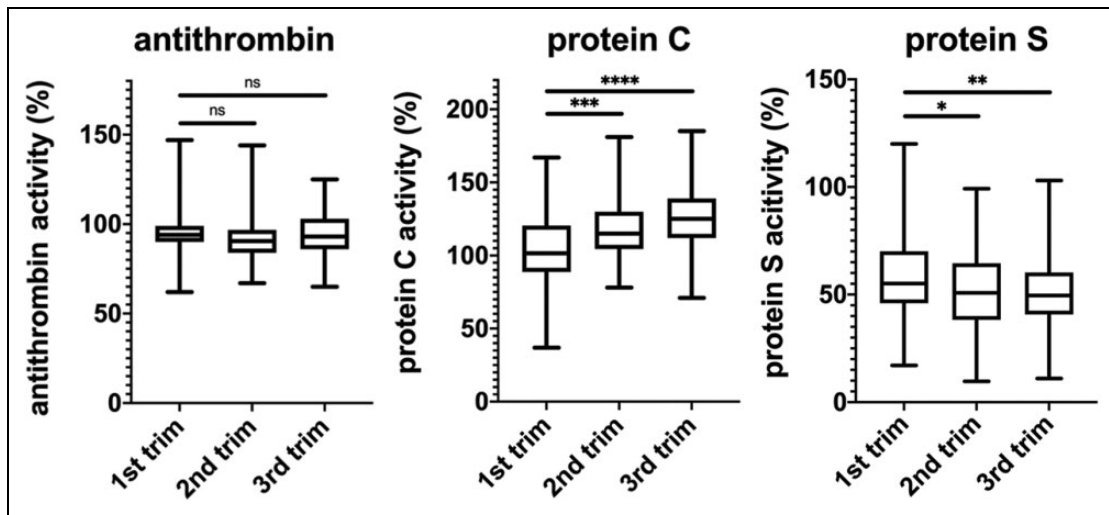 antithrombin
antithrombin activity (%)
150
100
50
0
ns
ns
1st trim
2nd trim
3rd trim
protein C
protein C activity (%)
200
150
100
50
0
****
***
1st trim
2nd trim
3rd trim
protein S
protein S acitivity (%)
150
100
50
0
**
*
1st trim
2nd trim
3rd trim